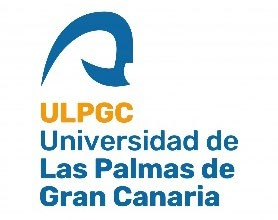 ULPGC
Universidad de
Las Palmas de
Gran Canaria